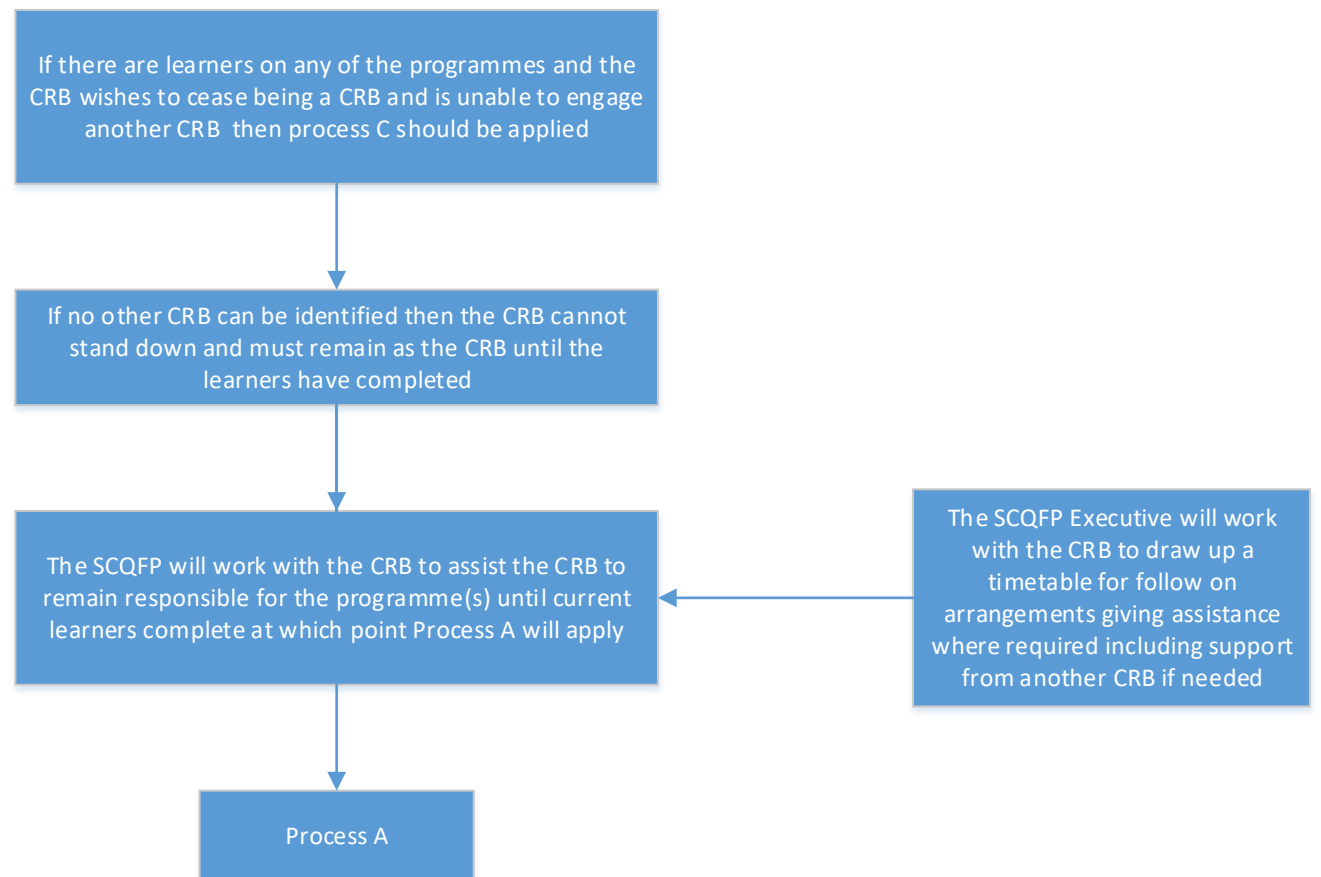 If there are learners on any of the programmes and the
CRB wishes to cease being a CRB and is unable to engage
another CRB then process C should be applied
If no other CRB can be identified then the CRB cannot
stand down and must remain as the CRB until the
learners have completed
The SCQFP will work with the CRB to assist the CRB to
remain responsible for the programme(s) until current
learners complete at which point Process A will apply
The SCQFP Executive will work
with the CRB to draw up a
timetable for follow on
arrangements giving assistance
where required including support
from another CRB if needed
Process A